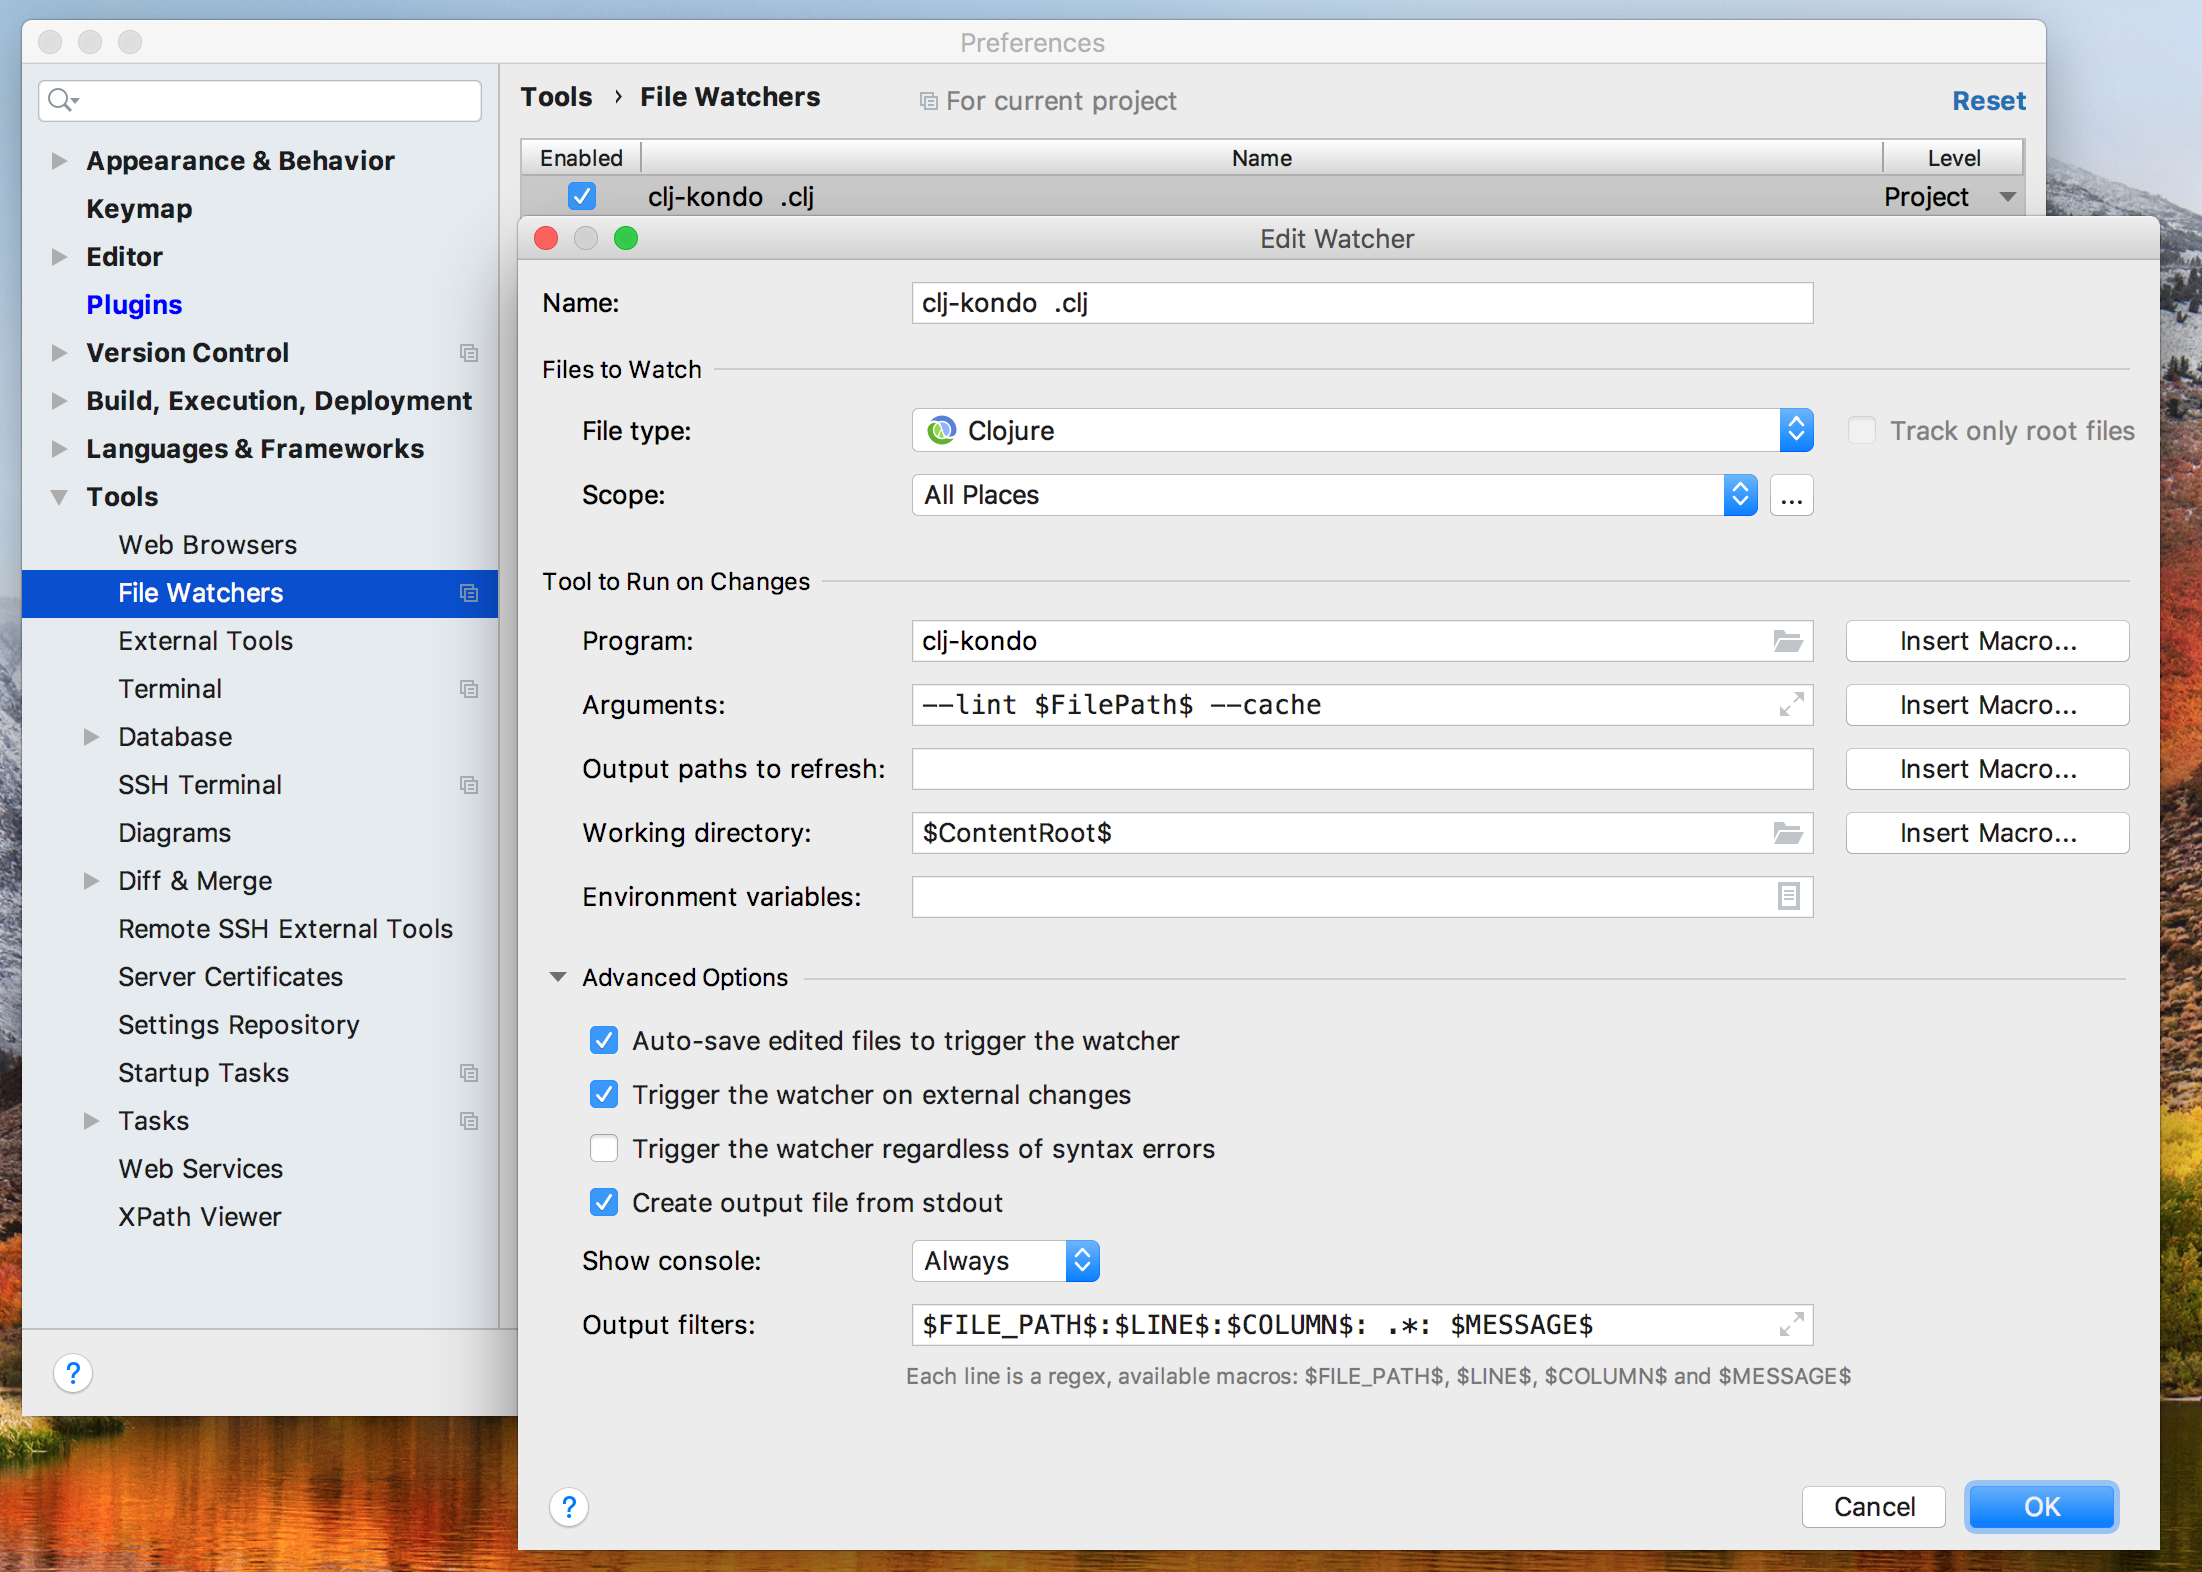 Preferences
Appearance & Behavior
Keymap
Editor
Plugins
Version Control
Build, Execution, Deployment
Languages & Frameworks
Tools
Web Browsers
File Watchers
External Tools
Terminal
Database
SSH Terminal
Diagrams
Diff & Merge
Remote SSH External Tools
Server Certificates
Settings Repository
Startup Tasks
Tasks
Web Services
XPath Viewer
?
Tools › File Watchers
For current project
Reset
Enabled Name Level
clj-kondo .clj Project
Edit Watcher
Name: clj-kondo .clj
Files to Watch
File type: Clojure Track only root files
Scope: All Places ...
Tool to Run on Changes
Program: clj-kondo Insert Macro...
Arguments: --lint $FilePath$ --cache Insert Macro...
Output paths to refresh: Insert Macro...
Working directory: $ContentRoot$ Insert Macro...
Environment variables:
Advanced Options
Auto-save edited files to trigger the watcher
Trigger the watcher on external changes
Trigger the watcher regardless of syntax errors
Create output file from stdout
Show console: Always
Output filters: $FILE_PATH$:$LINE$:$COLUMN$: .*: $MESSAGE$
Each line is a regex, available macros: $FILE_PATH$, $LINE$, $COLUMN$ and $MESSAGE$
? Cancel OK